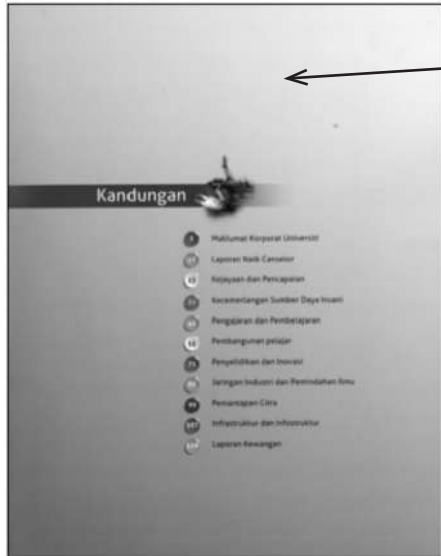 Kandungan
Maklumat Korporat Universiti
Laporan Naib Canselor
Kejayaan dan Pencapaian
Kecemerlangan Sumber Daya Insani
Pengajaran dan Pembelajaran
Pembangunan pelajar
Penyelidikan dan Inovasi
Jaringan Industri dan Pemindahan Ilmu
Pemantapan Citra
Infrastruktur dan Infostruktur
Laporan Kewangan